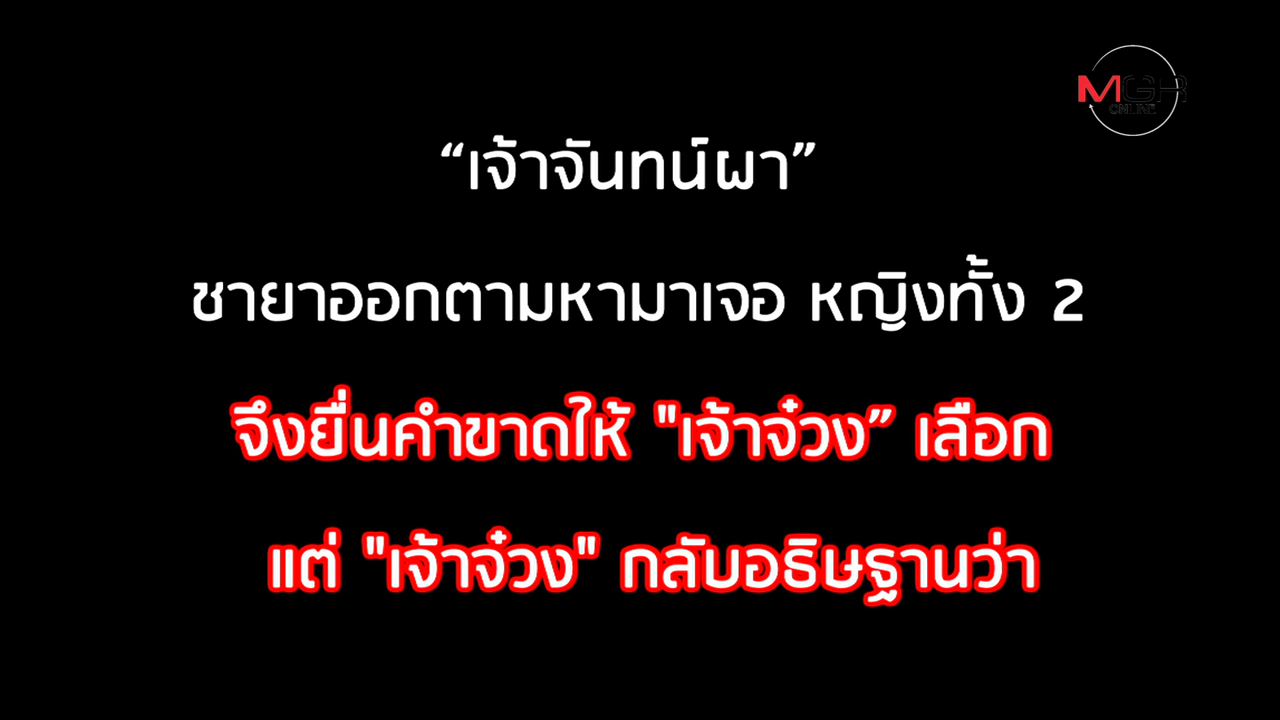 MGR
ONLINE
“เจ้าจันทน์ผา”
ชายาออกตามหามาเจอ หญิงทั้ง 2
จึงยื่นคำขาดให้ "เจ้าจ๋วง” เลือก
แต่ "เจ้าจ๋วง" กลับอธิษฐานว่า